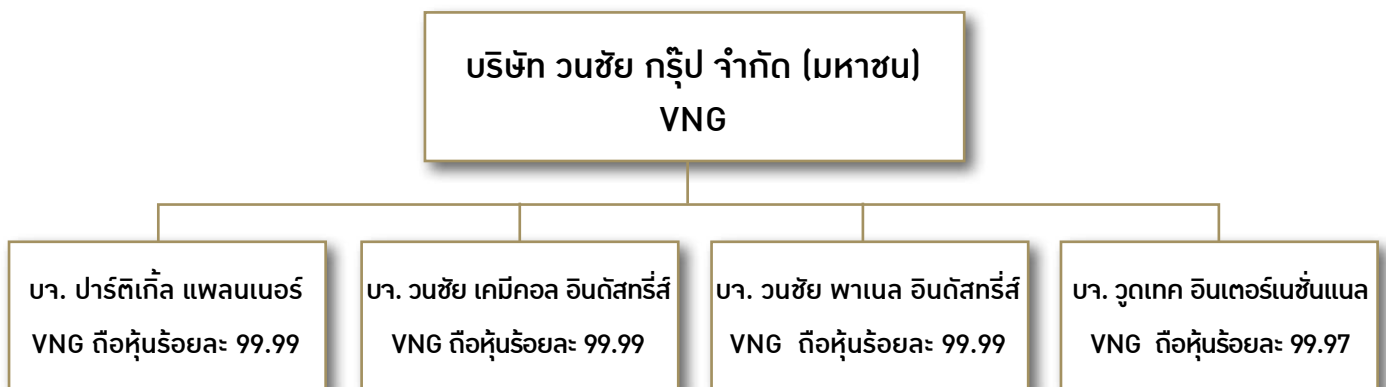 บริษัท วนชัย กรุ๊ป จำกัด (มหาชน)
VNG
บจ. ปาร์ติเกิ้ล แพลนเนอร์
VNG ถือหุ้นร้อยละ 99.99
บจ. วนชัย เคมีคอล อินดัสทรี่ส์
VNG ถือหุ้นร้อยละ 99.99
บจ. วนชัย พาเนล อินดัสทรี่ส์
VNG ถือหุ้นร้อยละ 99.99
บจ. วูดเทค อินเตอร์เนชั่นแนล
VNG ถือหุ้นร้อยละ 99.97